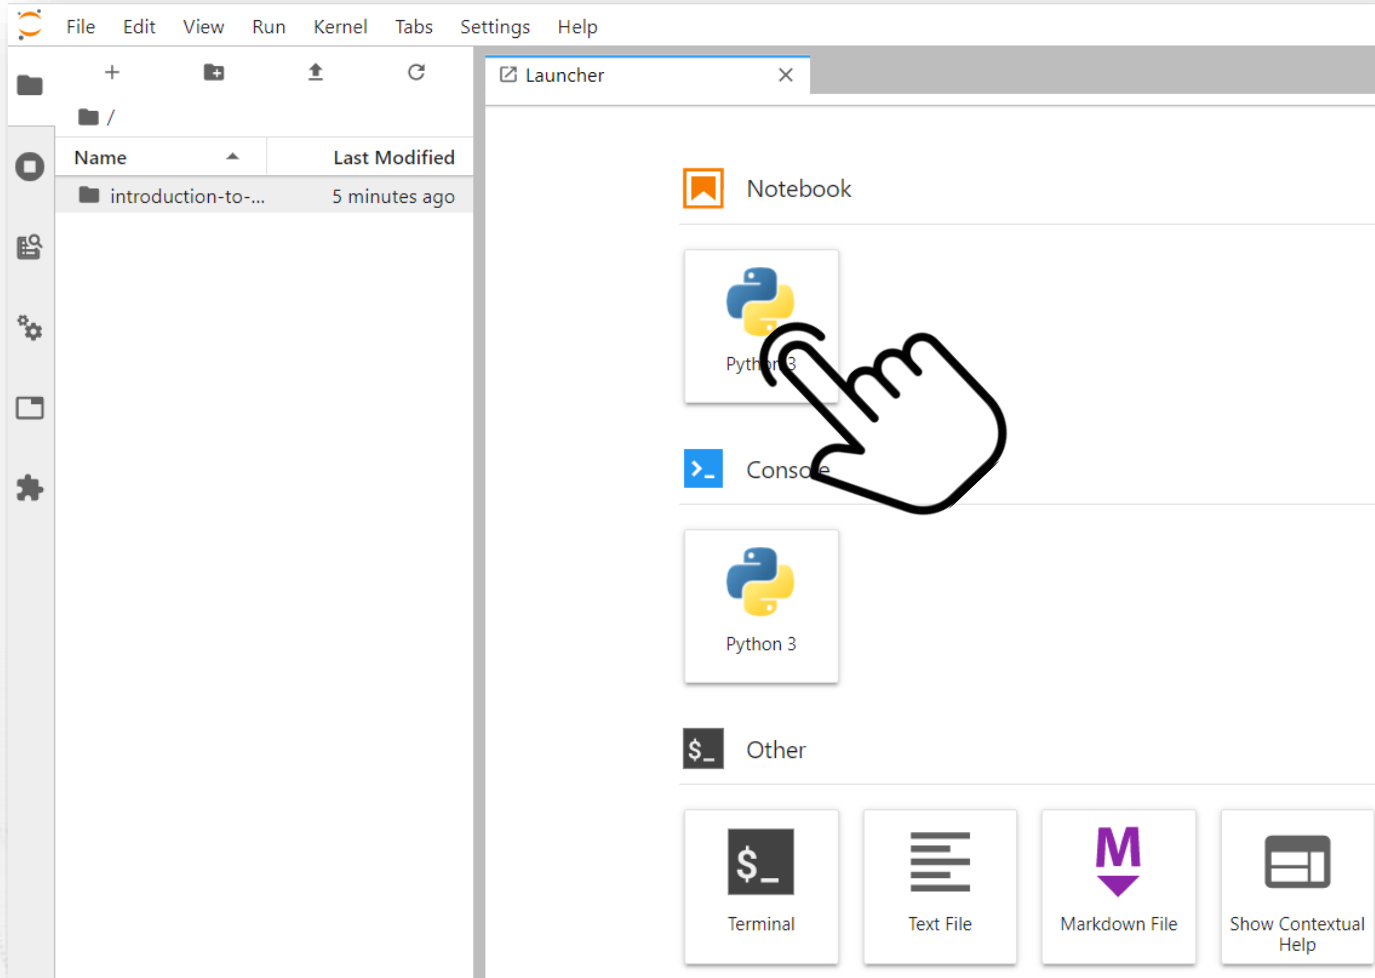 File Edit View Run Kernel Tabs Settings Help
Launcher
/
Name Last Modified
introduction-to-... 5 minutes ago
Notebook
Python 3
Console
Python 3
$_ Other
$_
M
Terminal Text File Markdown File Show Contextual
Help